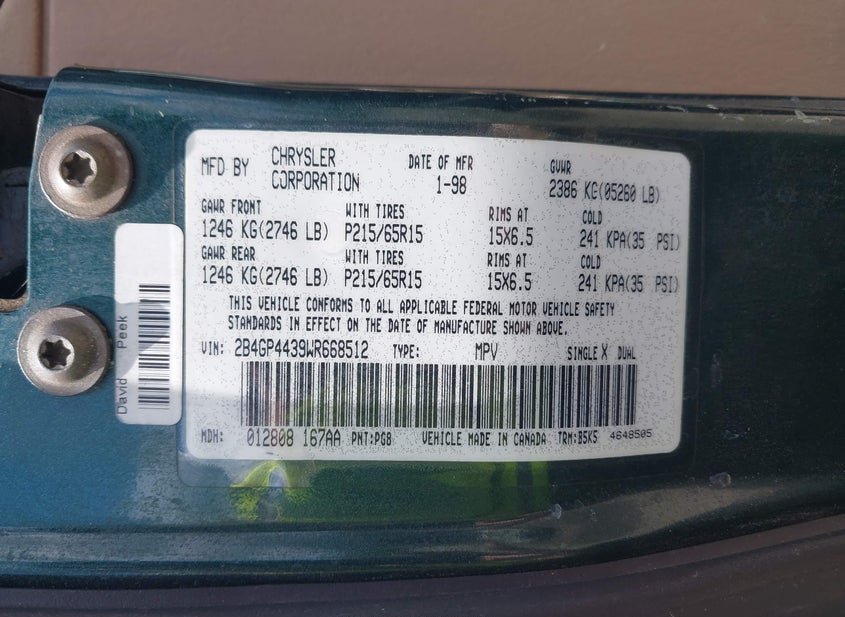 MFD BY CHRYSLER CORPORATION DATE OF MFR 1-98 GVWR 2386 KG(05260 LB)
GAWR FRONT WITH TIRES RIMS AT COLD
1246 KG(2746 LB) P215/65R15 15X6.5 241 KPA(35 PSI)
GAWR REAR WITH TIRES RIMS AT COLD
1246 KG(2746 LB) P215/65R15 15X6.5 241 KPA(35 PSI)
THIS VEHICLE CONFORMS TO ALL APPLICABLE FEDERAL MOTOR VEHICLE SAFETY
STANDARDS IN EFFECT ON THE DATE OF MANUFACTURE SHOWN ABOVE.
VIN: 2B4GP4439WR668512 TYPE: MPV SINGLE X DUAL
MDH: 012808 167AA PNT:PG8 VEHICLE MADE IN CANADA TRM:B5K5 4648505
David Peek